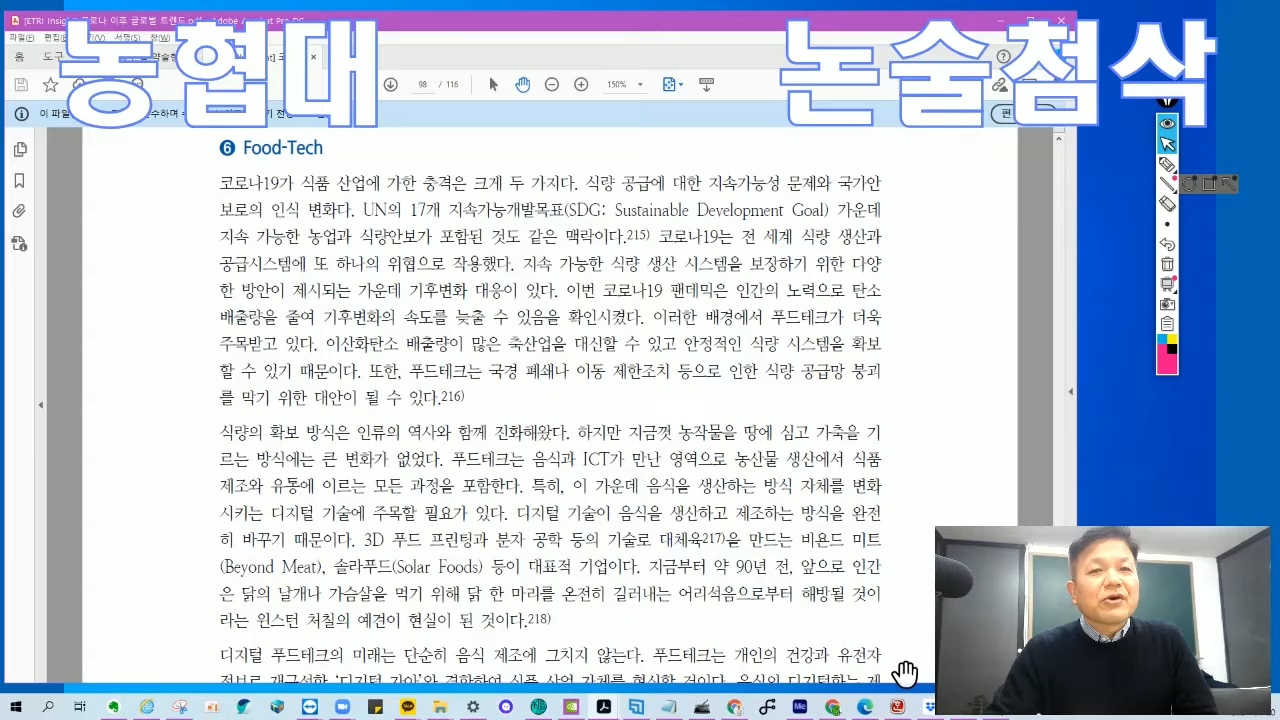 [ETRI Insight] 코로나 이후 글로벌 트렌드.pdf - Adobe Acrobat Pro DC
농협대
논술첨삭
98 / 116
150%
❻ Food-Tech
코로나19가 식품 산업에 가한 충격은 크게 두 가지다. 식량 공급에 대한 지속가능성 문제와 국가안
보로의 인식 변화다. UN의 17개 지속가능개발목표(SDG: Sustainable Development Goal) 가운데
지속 가능한 농업과 식량안보가 포함된 것도 같은 맥락이다.215) 코로나19는 전 세계 식량 생산과
공급시스템에 또 하나의 위협으로 작용했다. 지속 가능한 식량 생산 시스템을 보장하기 위한 다양
한 방안이 제시되는 가운데 기후변화 대응이 있다. 이번 코로나19 팬데믹은 인간의 노력으로 탄소
배출량을 줄여 기후변화의 속도를 늦출 수 있음을 확인시켰다. 이러한 배경에서 푸드테크가 더욱
주목받고 있다. 이산화탄소 배출량이 많은 축산업을 대신할 수 있고 안정적인 식량 시스템을 확보
할 수 있기 때문이다. 또한, 푸드테크는 국경 폐쇄나 이동 제한조치 등으로 인한 식량 공급망 붕괴
를 막기 위한 대안이 될 수 있다.216)
식량의 확보 방식은 인류의 역사와 함께 진화해왔다. 하지만 지금껏 농작물을 땅에 심고 가축을 기
르는 방식에는 큰 변화가 없었다. 푸드테크는 음식과 ICT가 만난 영역으로 농산물 생산에서 식품
제조와 유통에 이르는 모든 과정을 포함한다. 특히, 이 가운데 음식을 생산하는 방식 자체를 변화
시키는 디지털 기술에 주목할 필요가 있다. 디지털 기술이 음식을 생산하고 제조하는 방식을 완전
히 바꾸기 때문이다. 3D 푸드 프린팅과 분자 공학 등의 기술로 대체육217)을 만드는 비욘드 미트
(Beyond Meat), 솔라푸드(Solar Foods) 등이 대표적 기업이다. 지금부터 약 90년 전, 앞으로 인간
은 닭의 날개나 가슴살을 먹기 위해 닭 한 마리를 온전히 길러내는 어리석음으로부터 해방될 것이
라는 윈스턴 처칠의 예견이 현실이 된 것이다.218)
디지털 푸드테크의 미래는 단순히 음식 제조에 그치지 않는다. 푸드테크는 개인의 건강과 유전자